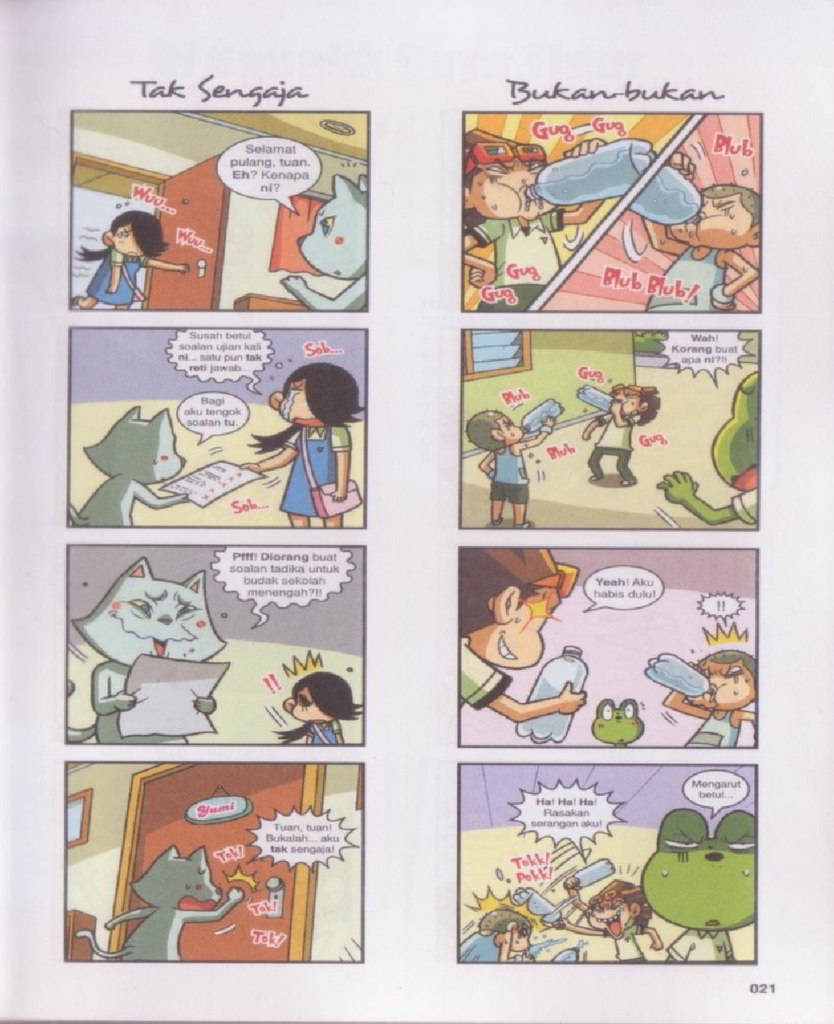 Tak Sengaja
Selamat
pulang, tuan.
Eh? Kenapa
ni?
Wuu...
Wuu...
Susah betul
soalan ujian kali
ni... satu pun tak
reti jawab...
Sob...
Bagi
aku tengok
soalan tu.
Sob...
Pfff! Diorang buat
soalan tadika untuk
budak sekolah
menengah?!!
!!
Yumi
Tuan, tuan!
Bukalah... aku
tak sengaja!
Tok!
Tok!
Tok!
Bukan-bukan
Gug Gug
Blub
Gug
Gug
Blub Blub!
Wah!
Korang buat
apa ni?!!
Gug
Blub
Blub
Gug
Yeah! Aku
habis dulu!
!!
Mengarut
betul...
Ha! Ha! Ha!
Rasakan
serangan aku!
Tokk!
Pokk!
021